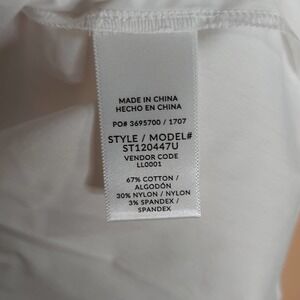 MADE IN CHINA
HECHO EN CHINA
PO# 3695700 / 1707
STYLE / MODEL#
ST120447U
VENDOR CODE
LL0001
67% COTTON /
ALGODÓN
30% NYLON / NYLON
3% SPANDEX /
SPANDEX